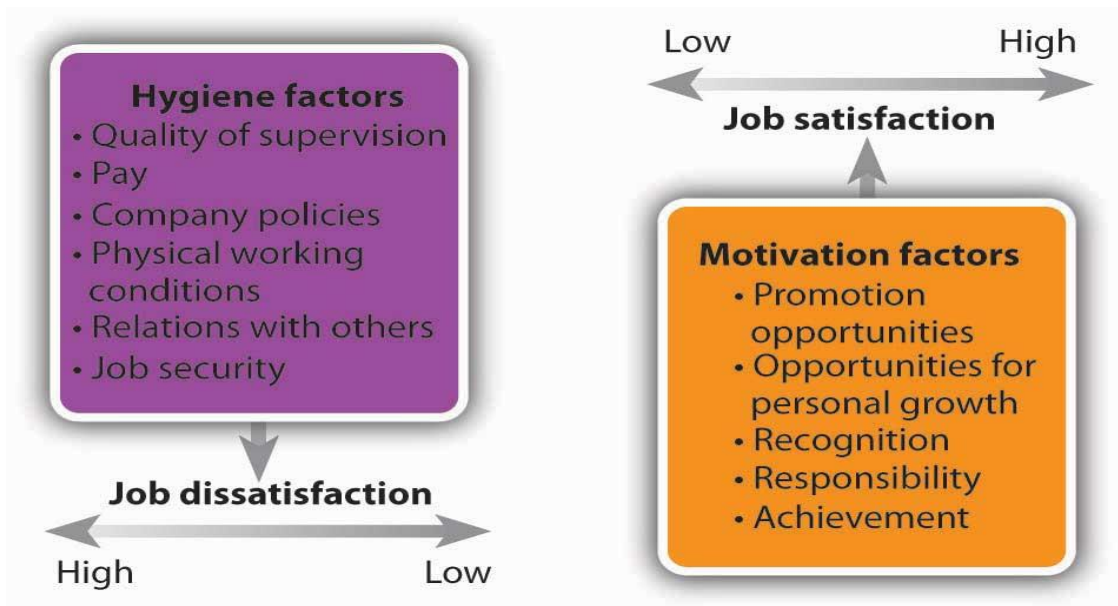 Hygiene factors
• Quality of supervision
• Pay
• Company policies
• Physical working
conditions
• Relations with others
• Job security
Job dissatisfaction
High Low
Low High
Job satisfaction
Motivation factors
• Promotion
opportunities
• Opportunities for
personal growth
• Recognition
• Responsibility
• Achievement